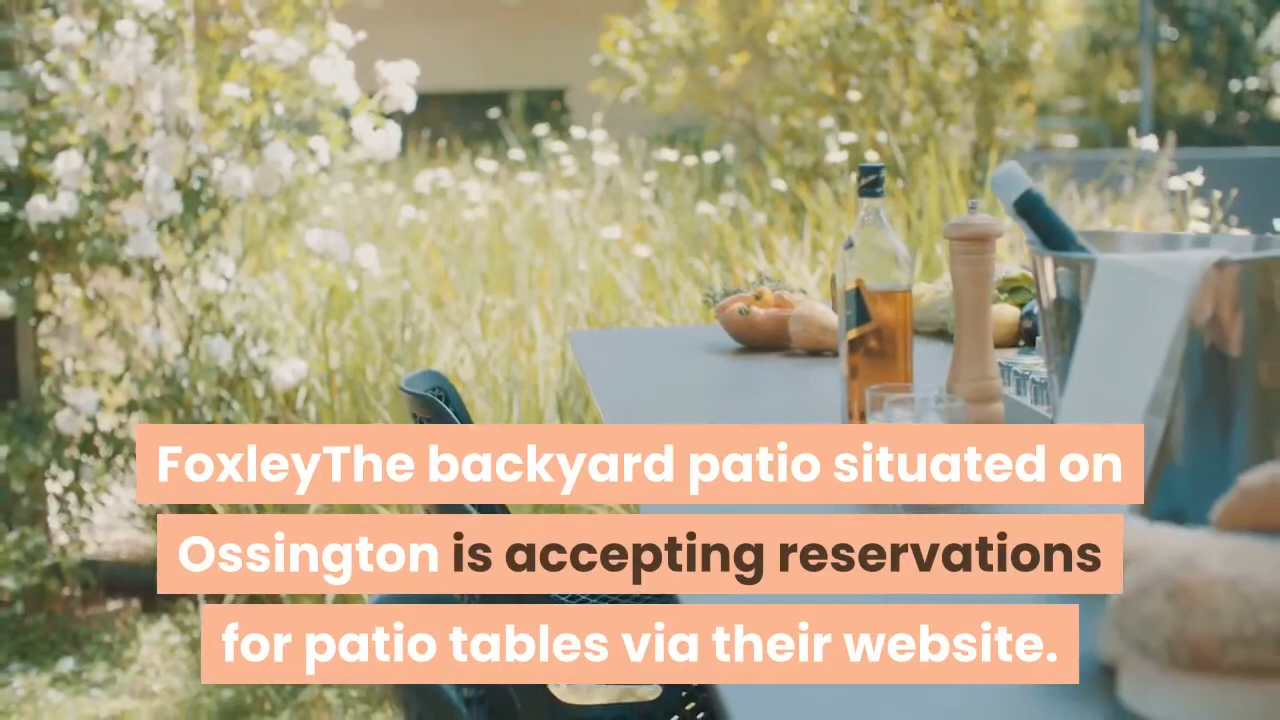 FoxleyThe backyard patio situated on
Ossington is accepting reservations
for patio tables via their website.